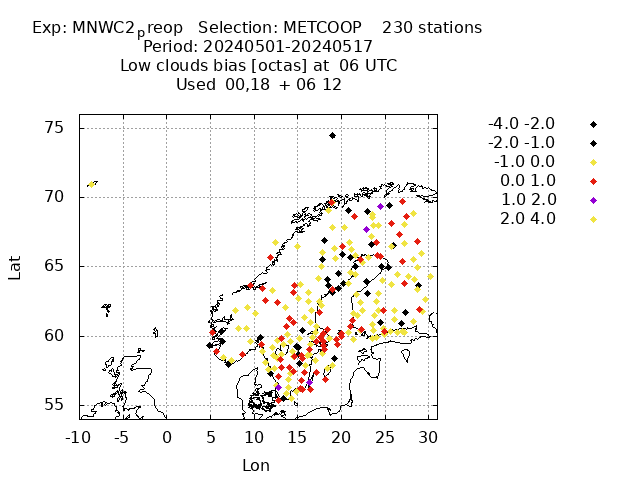 Exp: MNWC2preop Selection: METCOOP 230 stations
Period: 20240501-20240517
Low clouds bias [octas] at 06 UTC
Used 00,18 + 06 12
75
70
65
60
55
Lat
-10 -5 0 5 10 15 20 25 30
Lon
-4.0 -2.0
-2.0 -1.0
-1.0 0.0
0.0 1.0
1.0 2.0
2.0 4.0